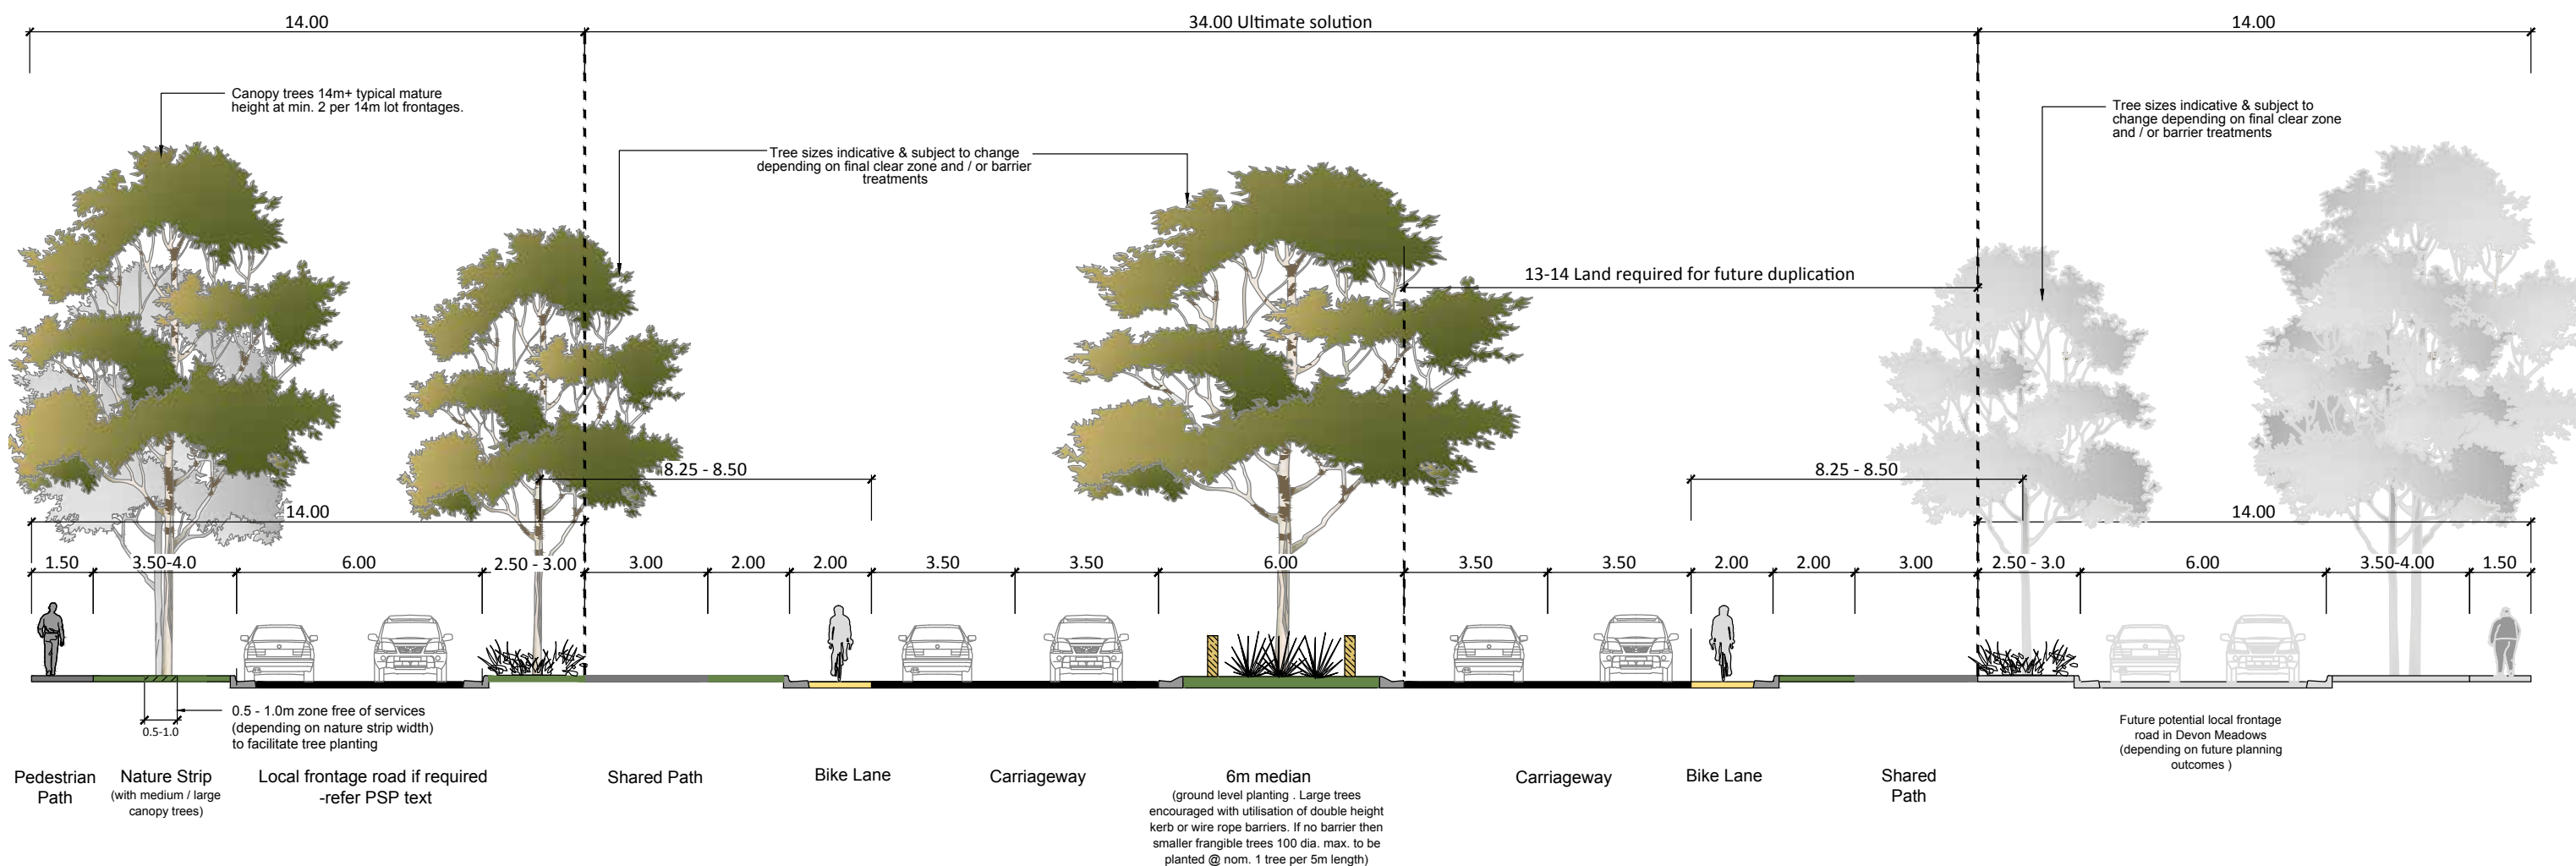 14.00
34.00 Ultimate solution
14.00
Canopy trees 14m+ typical mature
height at min. 2 per 14m lot frontages.
Tree sizes indicative & subject to change
depending on final clear zone and / or barrier
treatments
Tree sizes indicative & subject to
change depending on final clear zone
and / or barrier treatments
13-14 Land required for future duplication
8.25 - 8.50
8.25 - 8.50
14.00
14.00
1.50
3.50-4.0
6.00
2.50 - 3.00
3.00
2.00
2.00
3.50
3.50
6.00
3.50
3.50
2.00
2.00
3.00
2.50 - 3.0
6.00
3.50-4.00
1.50
0.5-1.0
0.5 - 1.0m zone free of services
(depending on nature strip width)
to facilitate tree planting
Future potential local frontage
road in Devon Meadows
(depending on future planning
outcomes )
Pedestrian
Path
Nature Strip
(with medium / large
canopy trees)
Local frontage road if required
-refer PSP text
Shared Path
Bike Lane
Carriageway
6m median
(ground level planting . Large trees
encouraged with utilisation of double height
kerb or wire rope barriers. If no barrier then
smaller frangible trees 100 dia. max. to be
planted @ nom. 1 tree per 5m length)
Carriageway
Bike Lane
Shared
Path